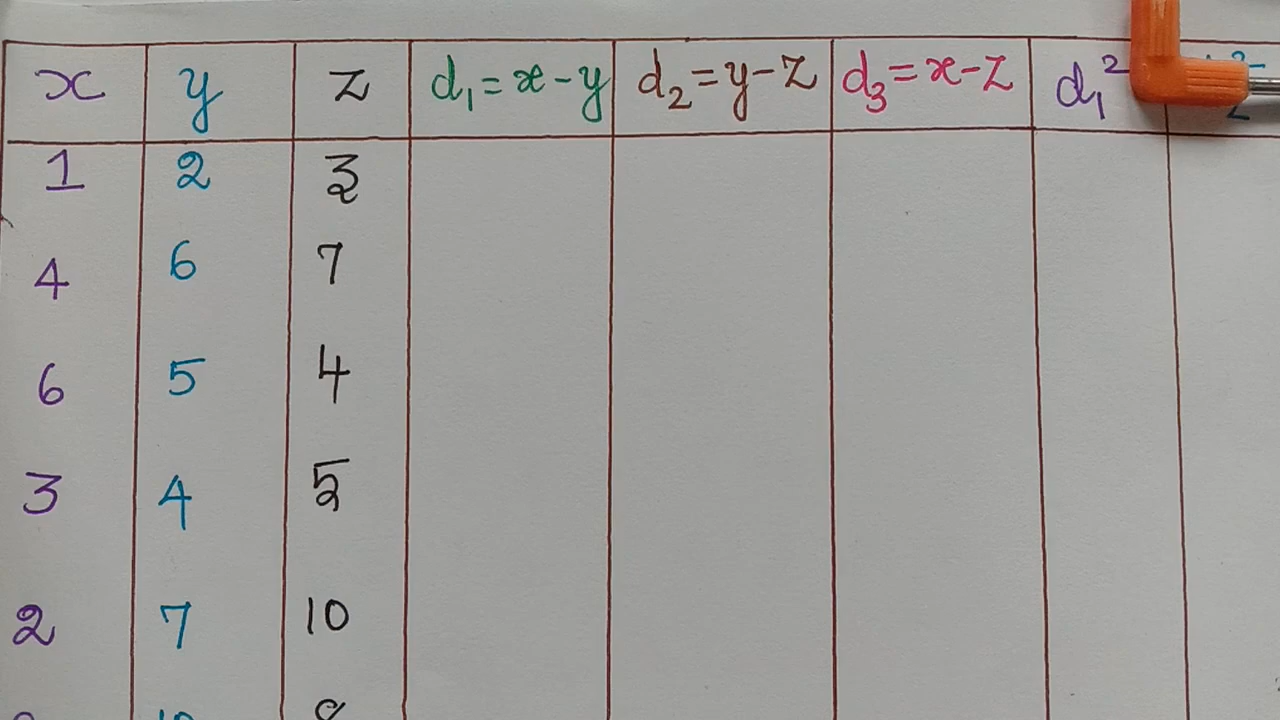 x y z d₁ = x - y d₂ = y - z d₃ = x - z d₁²
1 2 3
4 6 7
6 5 4
3 4 5
2 7 10